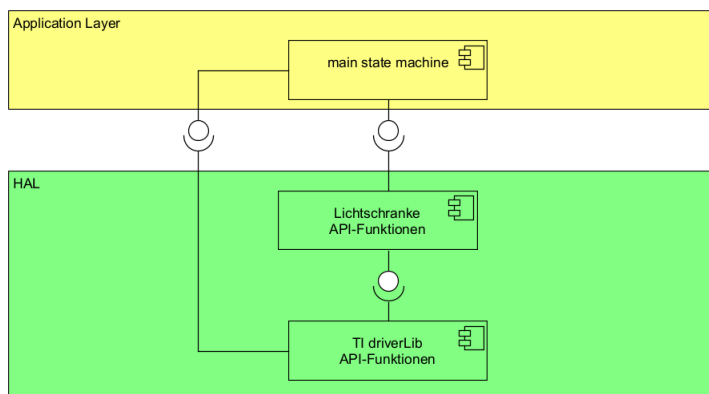 Application Layer
main state machine
HAL
Lichtschranke
API-Funktionen
TI driverLib
API-Funktionen